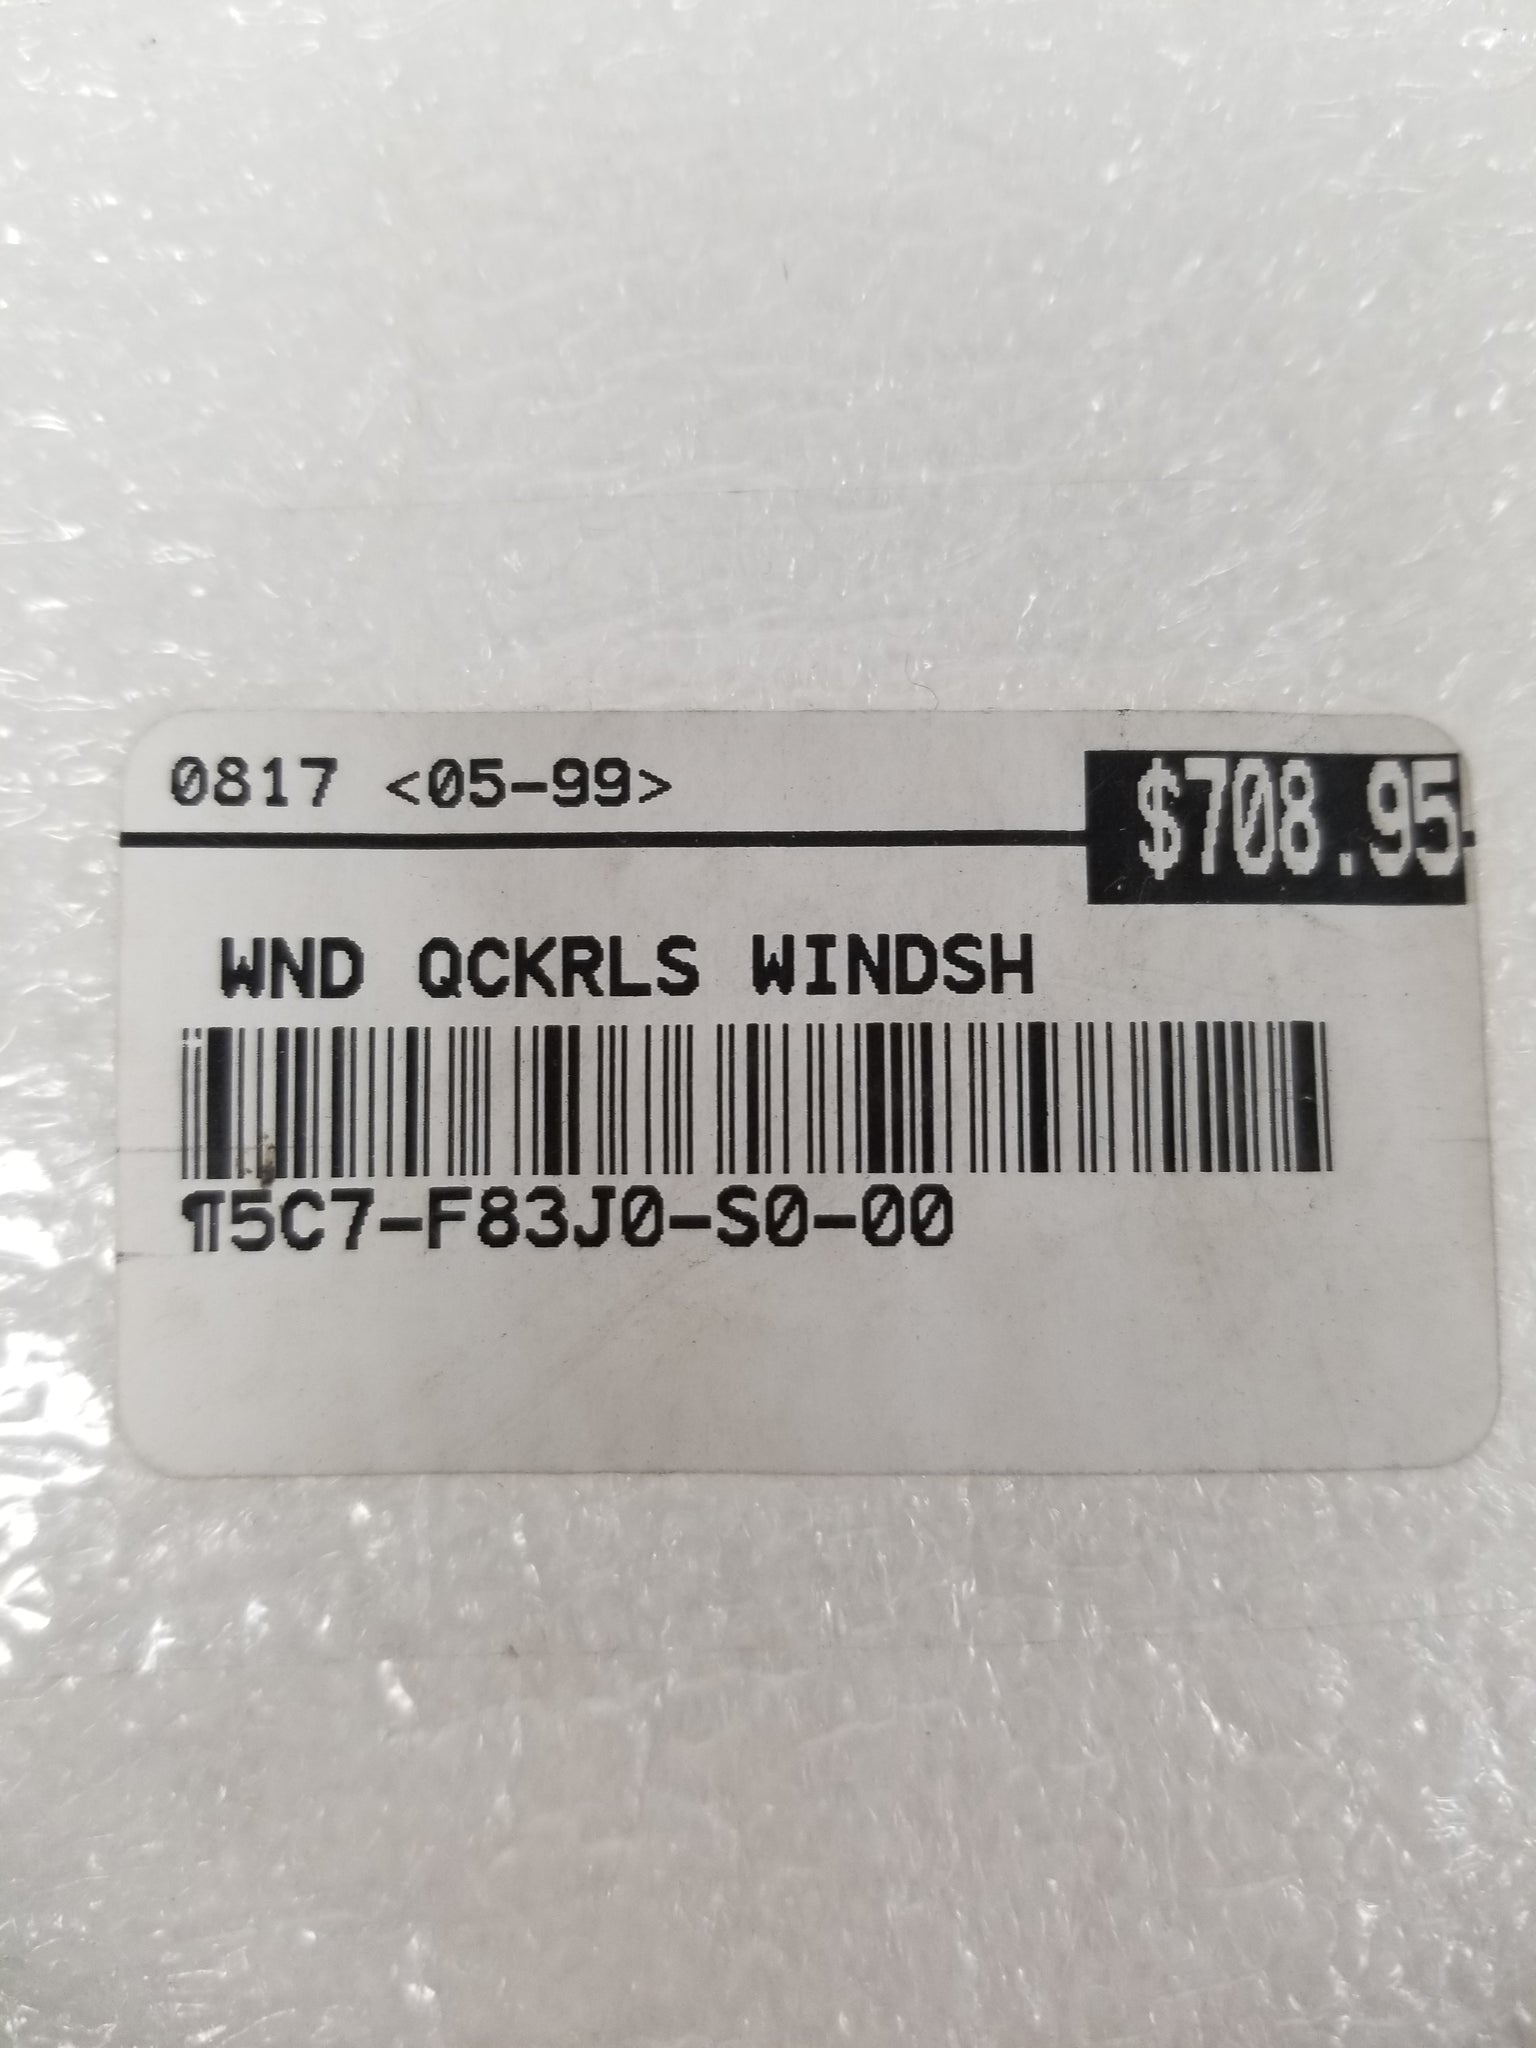 0817 <05-99>
$708.95
WND QCKRLS WINDSH
¶5C7-F83J0-S0-00